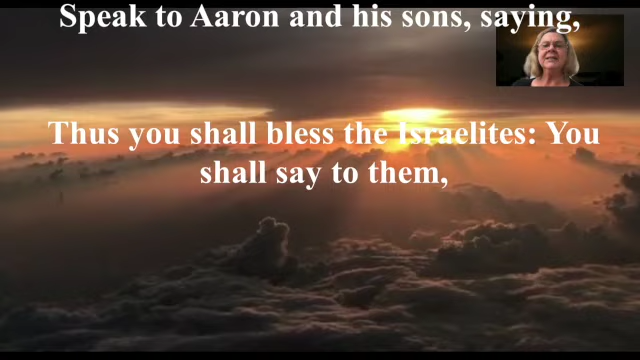 Speak to Aaron and his sons, saying,
Thus you shall bless the Israelites: You
shall say to them,